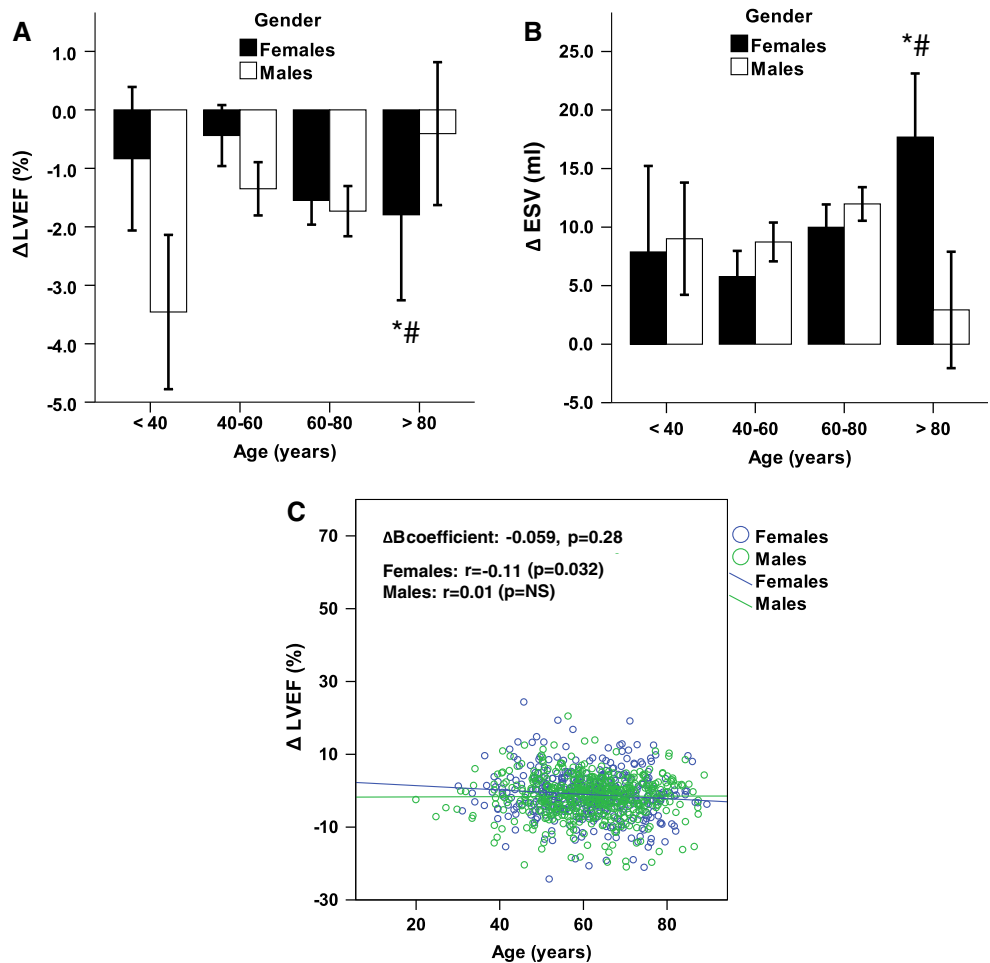 A
Gender
Females
Males
1.0
0.0
-1.0
-2.0
-3.0
-4.0
-5.0
Δ LVEF (%)
*#
< 40
40-60
60-80
> 80
Age (years)
B
Gender
Females
Males
*#
25.0
20.0
15.0
10.0
5.0
0.0
-5.0
Δ ESV (ml)
< 40
40-60
60-80
> 80
Age (years)
C
ΔBcoefficient: -0.059, p=0.28
Females: r=-0.11 (p=0.032)
Males: r=0.01 (p=NS)
70
50
30
10
-10
-30
Δ LVEF (%)
20
40
60
80
Age (years)
Females
Males
Females
Males